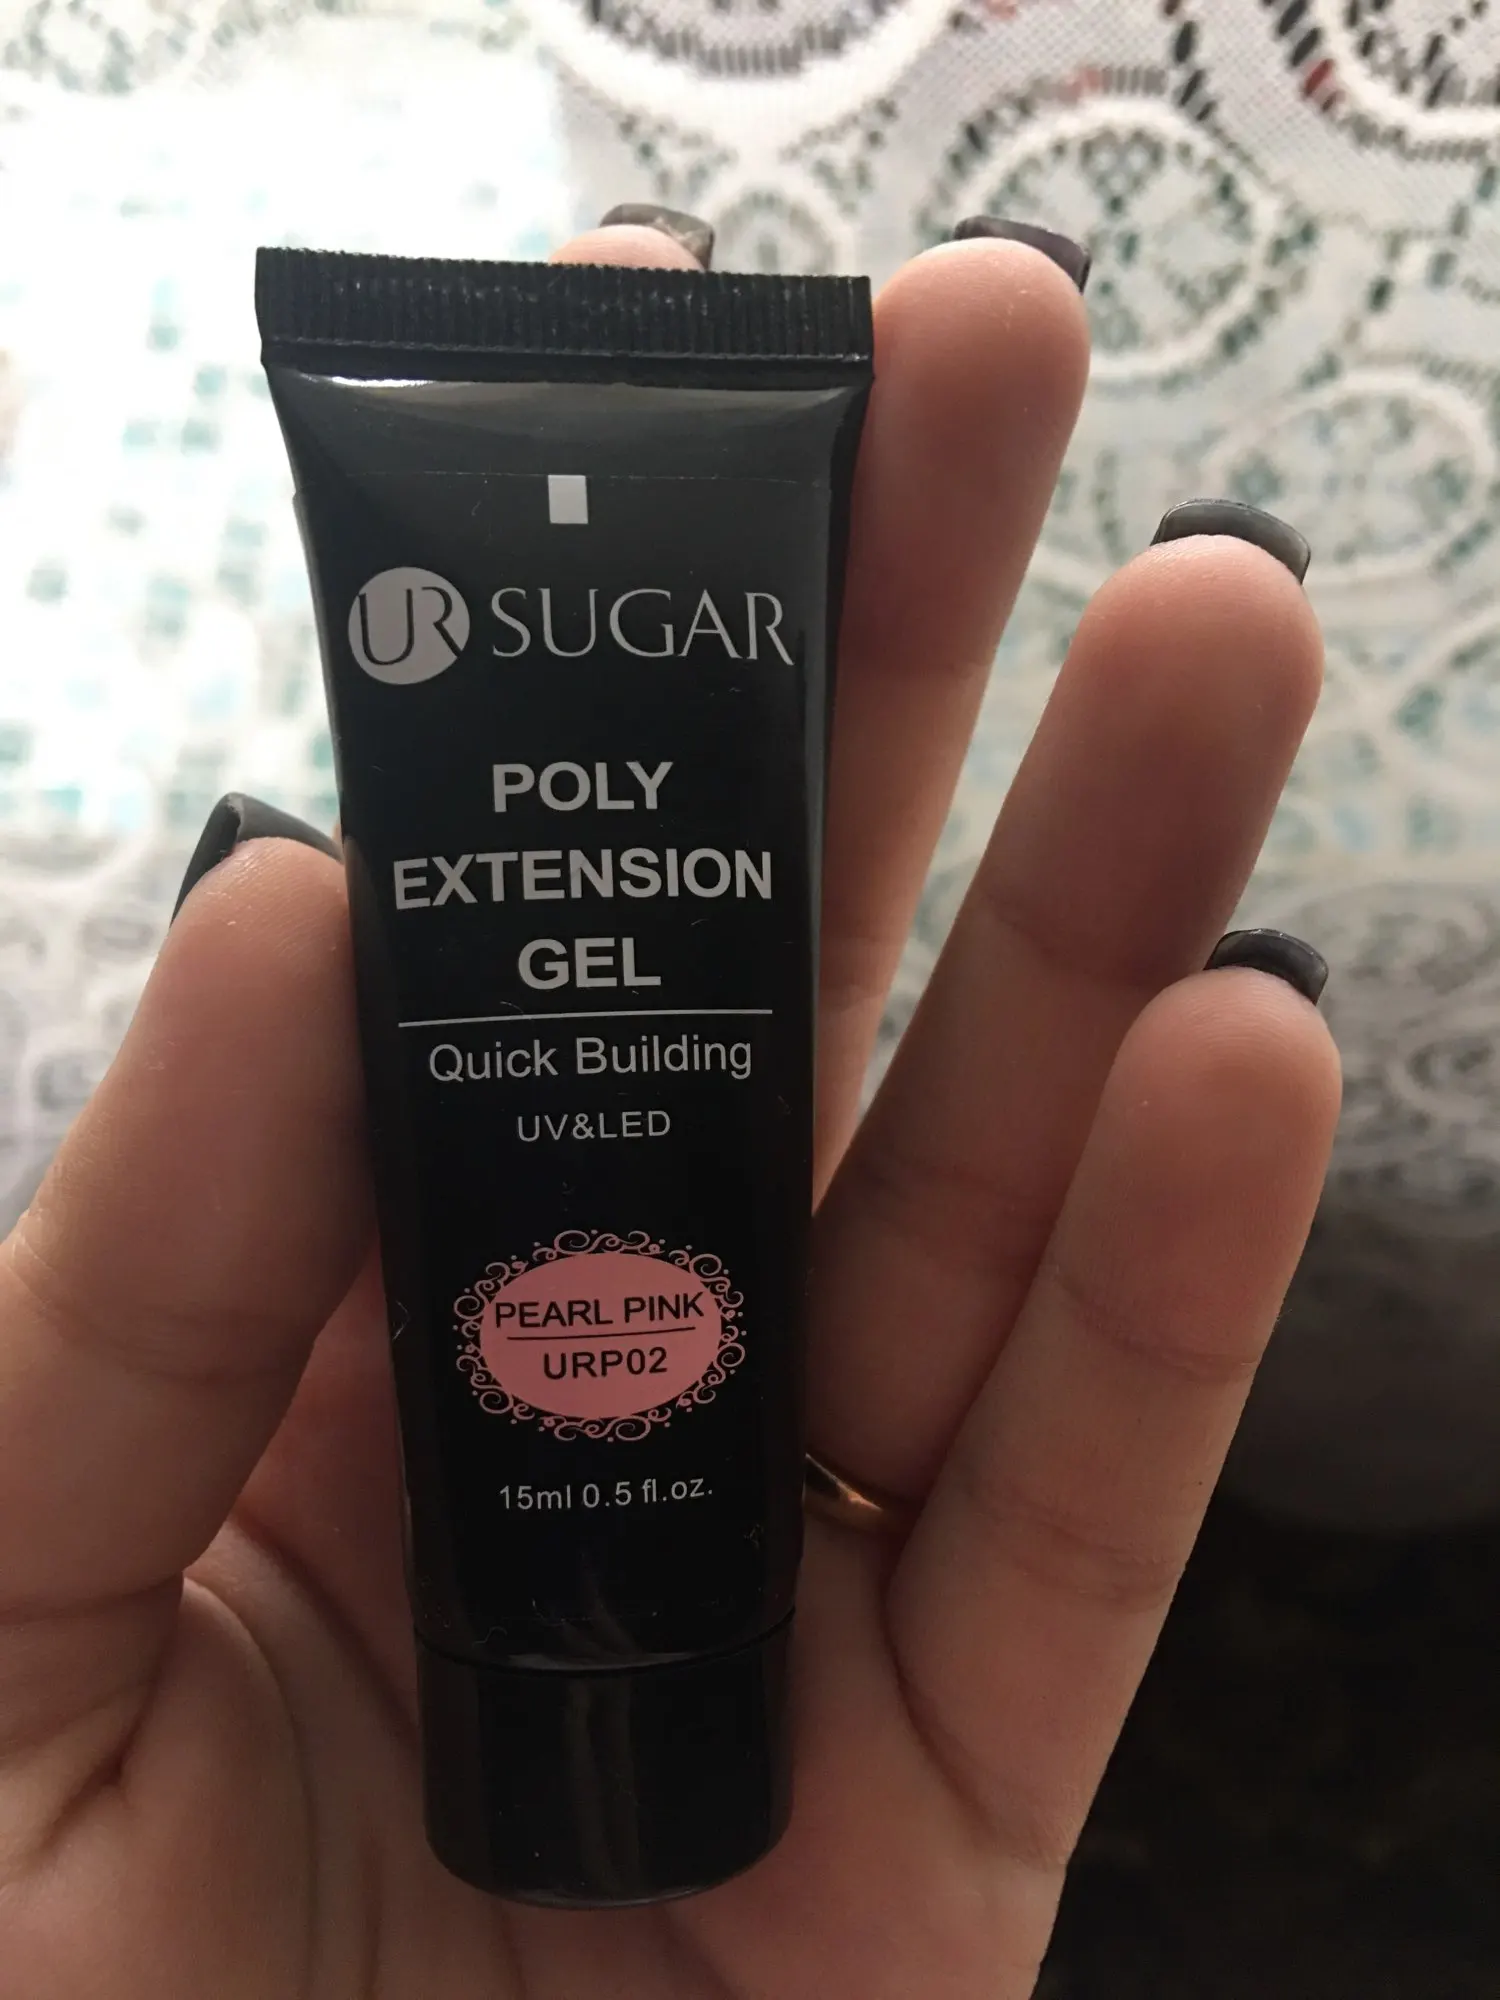 UR SUGAR
POLY
EXTENSION
GEL
Quick Building
UV&LED
PEARL PINK
URP02
15ml 0.5 fl.oz.